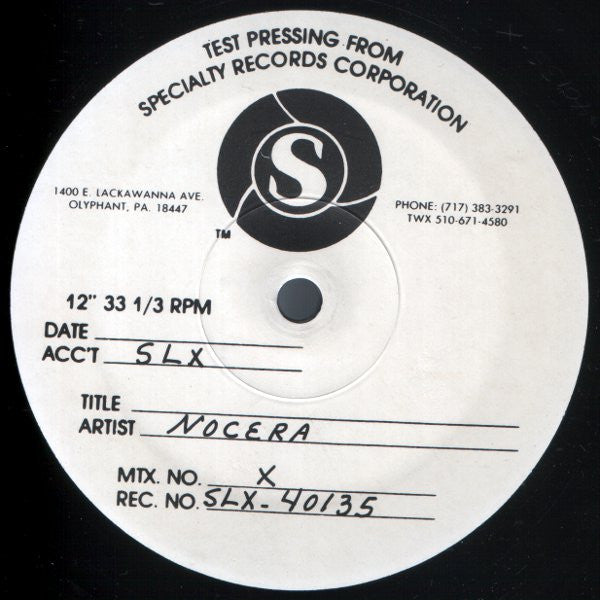 TEST PRESSING FROM
SPECIALTY RECORDS CORPORATION
S
1400 E. LACKAWANNA AVE.
OLYPHANT, PA. 18447
PHONE: (717) 383-3291
TWX 510-671-4580
TM
12" 33 1/3 RPM
DATE
ACC'T SLX
TITLE
ARTIST NOCERA
MTX. NO. X
REC. NO. SLX-40135